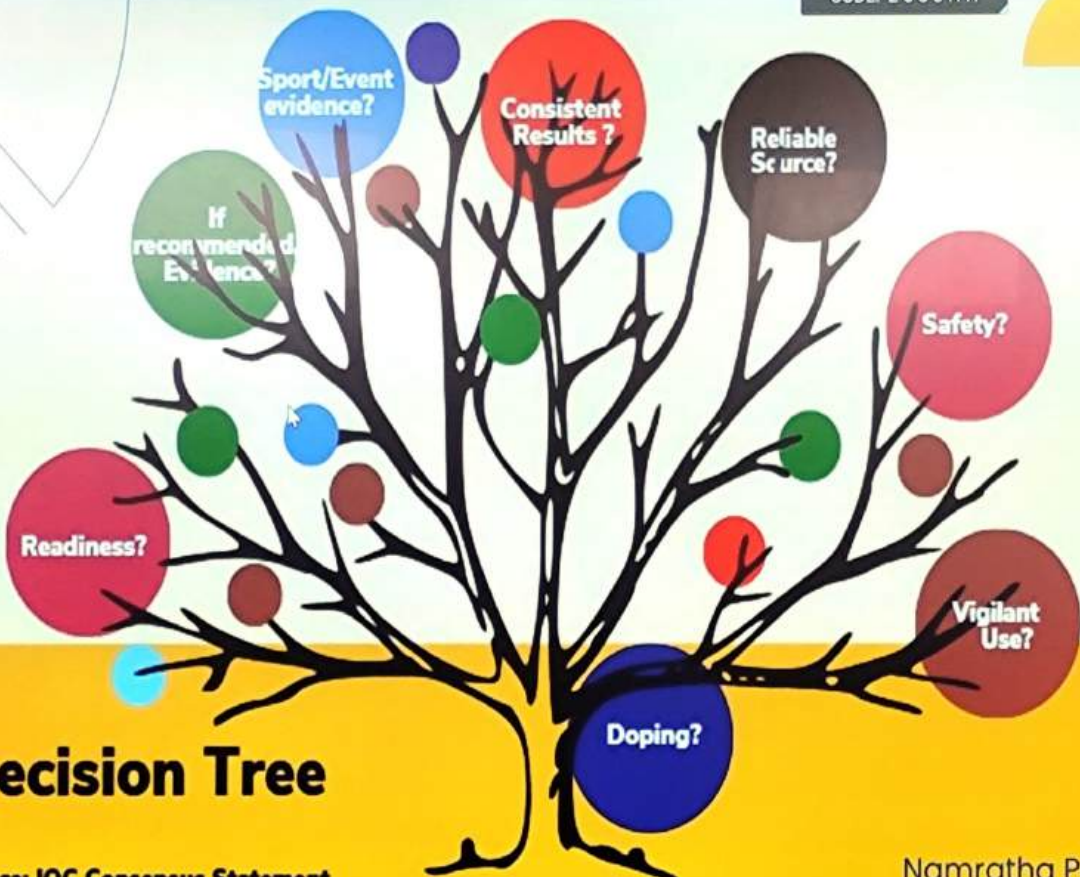 Sport/Event
evidence?
Consistent
Results ?
Reliable
Source?
If
recommended
Evidence?
Safety?
Readiness?
Vigilant
Use?
Doping?
ecision Tree
IOC Consensus Statement
Namratha P